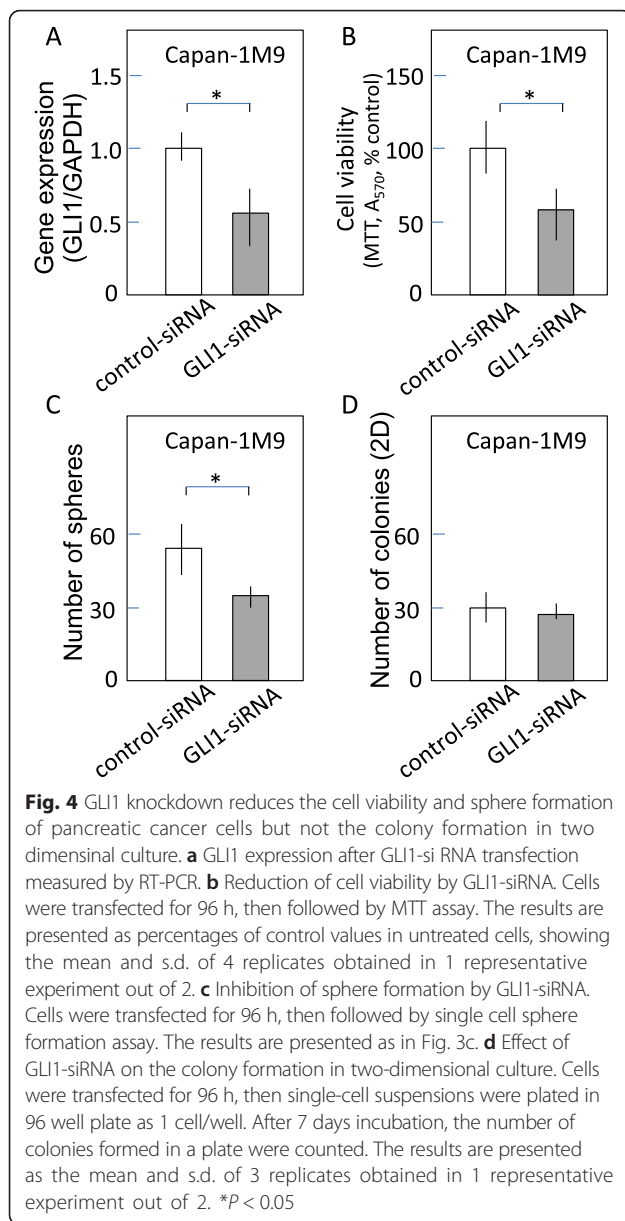 A
Capan-1M9
Gene expression
(GLI1/GAPDH)
1.5
1.0
0.5
0
*
control-siRNA
GLI1-siRNA
B
Capan-1M9
Cell viability
(MTT, A570, % control)
150
100
50
0
*
control-siRNA
GLI1-siRNA
C
Capan-1M9
Number of spheres
60
30
0
*
control-siRNA
GLI1-siRNA
D
Capan-1M9
Number of colonies (2D)
60
30
0
control-siRNA
GLI1-siRNA
Fig. 4 GLI1 knockdown reduces the cell viability and sphere formation
of pancreatic cancer cells but not the colony formation in two
dimensinal culture. a GLI1 expression after GLI1-si RNA transfection
measured by RT-PCR. b Reduction of cell viability by GLI1-siRNA. Cells
were transfected for 96 h, then followed by MTT assay. The results are
presented as percentages of control values in untreated cells, showing
the mean and s.d. of 4 replicates obtained in 1 representative
experiment out of 2. c Inhibition of sphere formation by GLI1-siRNA.
Cells were transfected for 96 h, then followed by single cell sphere
formation assay. The results are presented as in Fig. 3c. d Effect of
GLI1-siRNA on the colony formation in two-dimensional culture. Cells
were transfected for 96 h, then single-cell suspensions were plated in
96 well plate as 1 cell/well. After 7 days incubation, the number of
colonies formed in a plate were counted. The results are presented
as the mean and s.d. of 3 replicates obtained in 1 representative
experiment out of 2. *P < 0.05